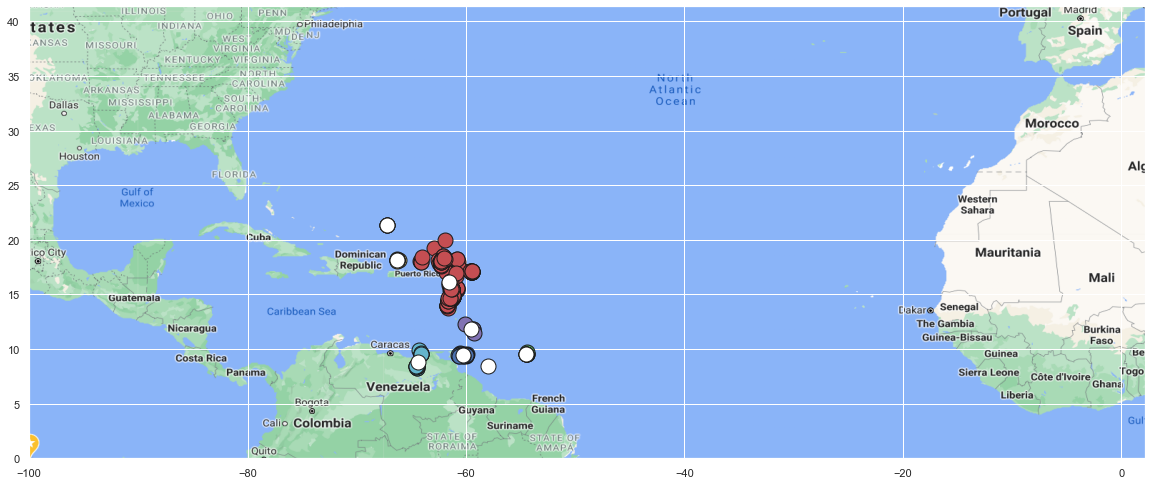 ILLINOIS
OHIO
PENN
Philadelphia
Madrid
Portugal
40
tates
INDIANA
MD
DE NJ
Spain
KANSAS
MISSOURI
WEST
VIRGINIA
KENTUCKY
VIRGINIA
35
OKLAHOMA
TENNESSEE
NORTH
CAROLINA
North
Atlantic
Ocean
ARKANSAS
MISSISSIPPI
SOUTH
CAROLINA
Dallas
ALABAMA
GEORGIA
Morocco
30
EXAS
LOUISIANA
Houston
Alg
FLORIDA
25
Gulf of
Mexico
Western
Sahara
20
Cuba
ico City
Dominican
Republic
Puerto Rico
Mauritania
Mali
15
Guatemala
Caribbean Sea
Dakar
Senegal
Nicaragua
The Gambia
Guinea-Bissau
Burkina
Faso
10
Costa Rica
Caracas
Guinea
Be
Panama
Venezuela
Sierra Leone
Côte d'Ivoire
Togo
Ghana
Liberia
5
Bogota
Cali
Colombia
Guyana
French
Guiana
Suriname
Gulf
STATE OF
RORAIMA
STATE OF
AMAPA
Quito
0
−100
−80
−60
−40
−20
0